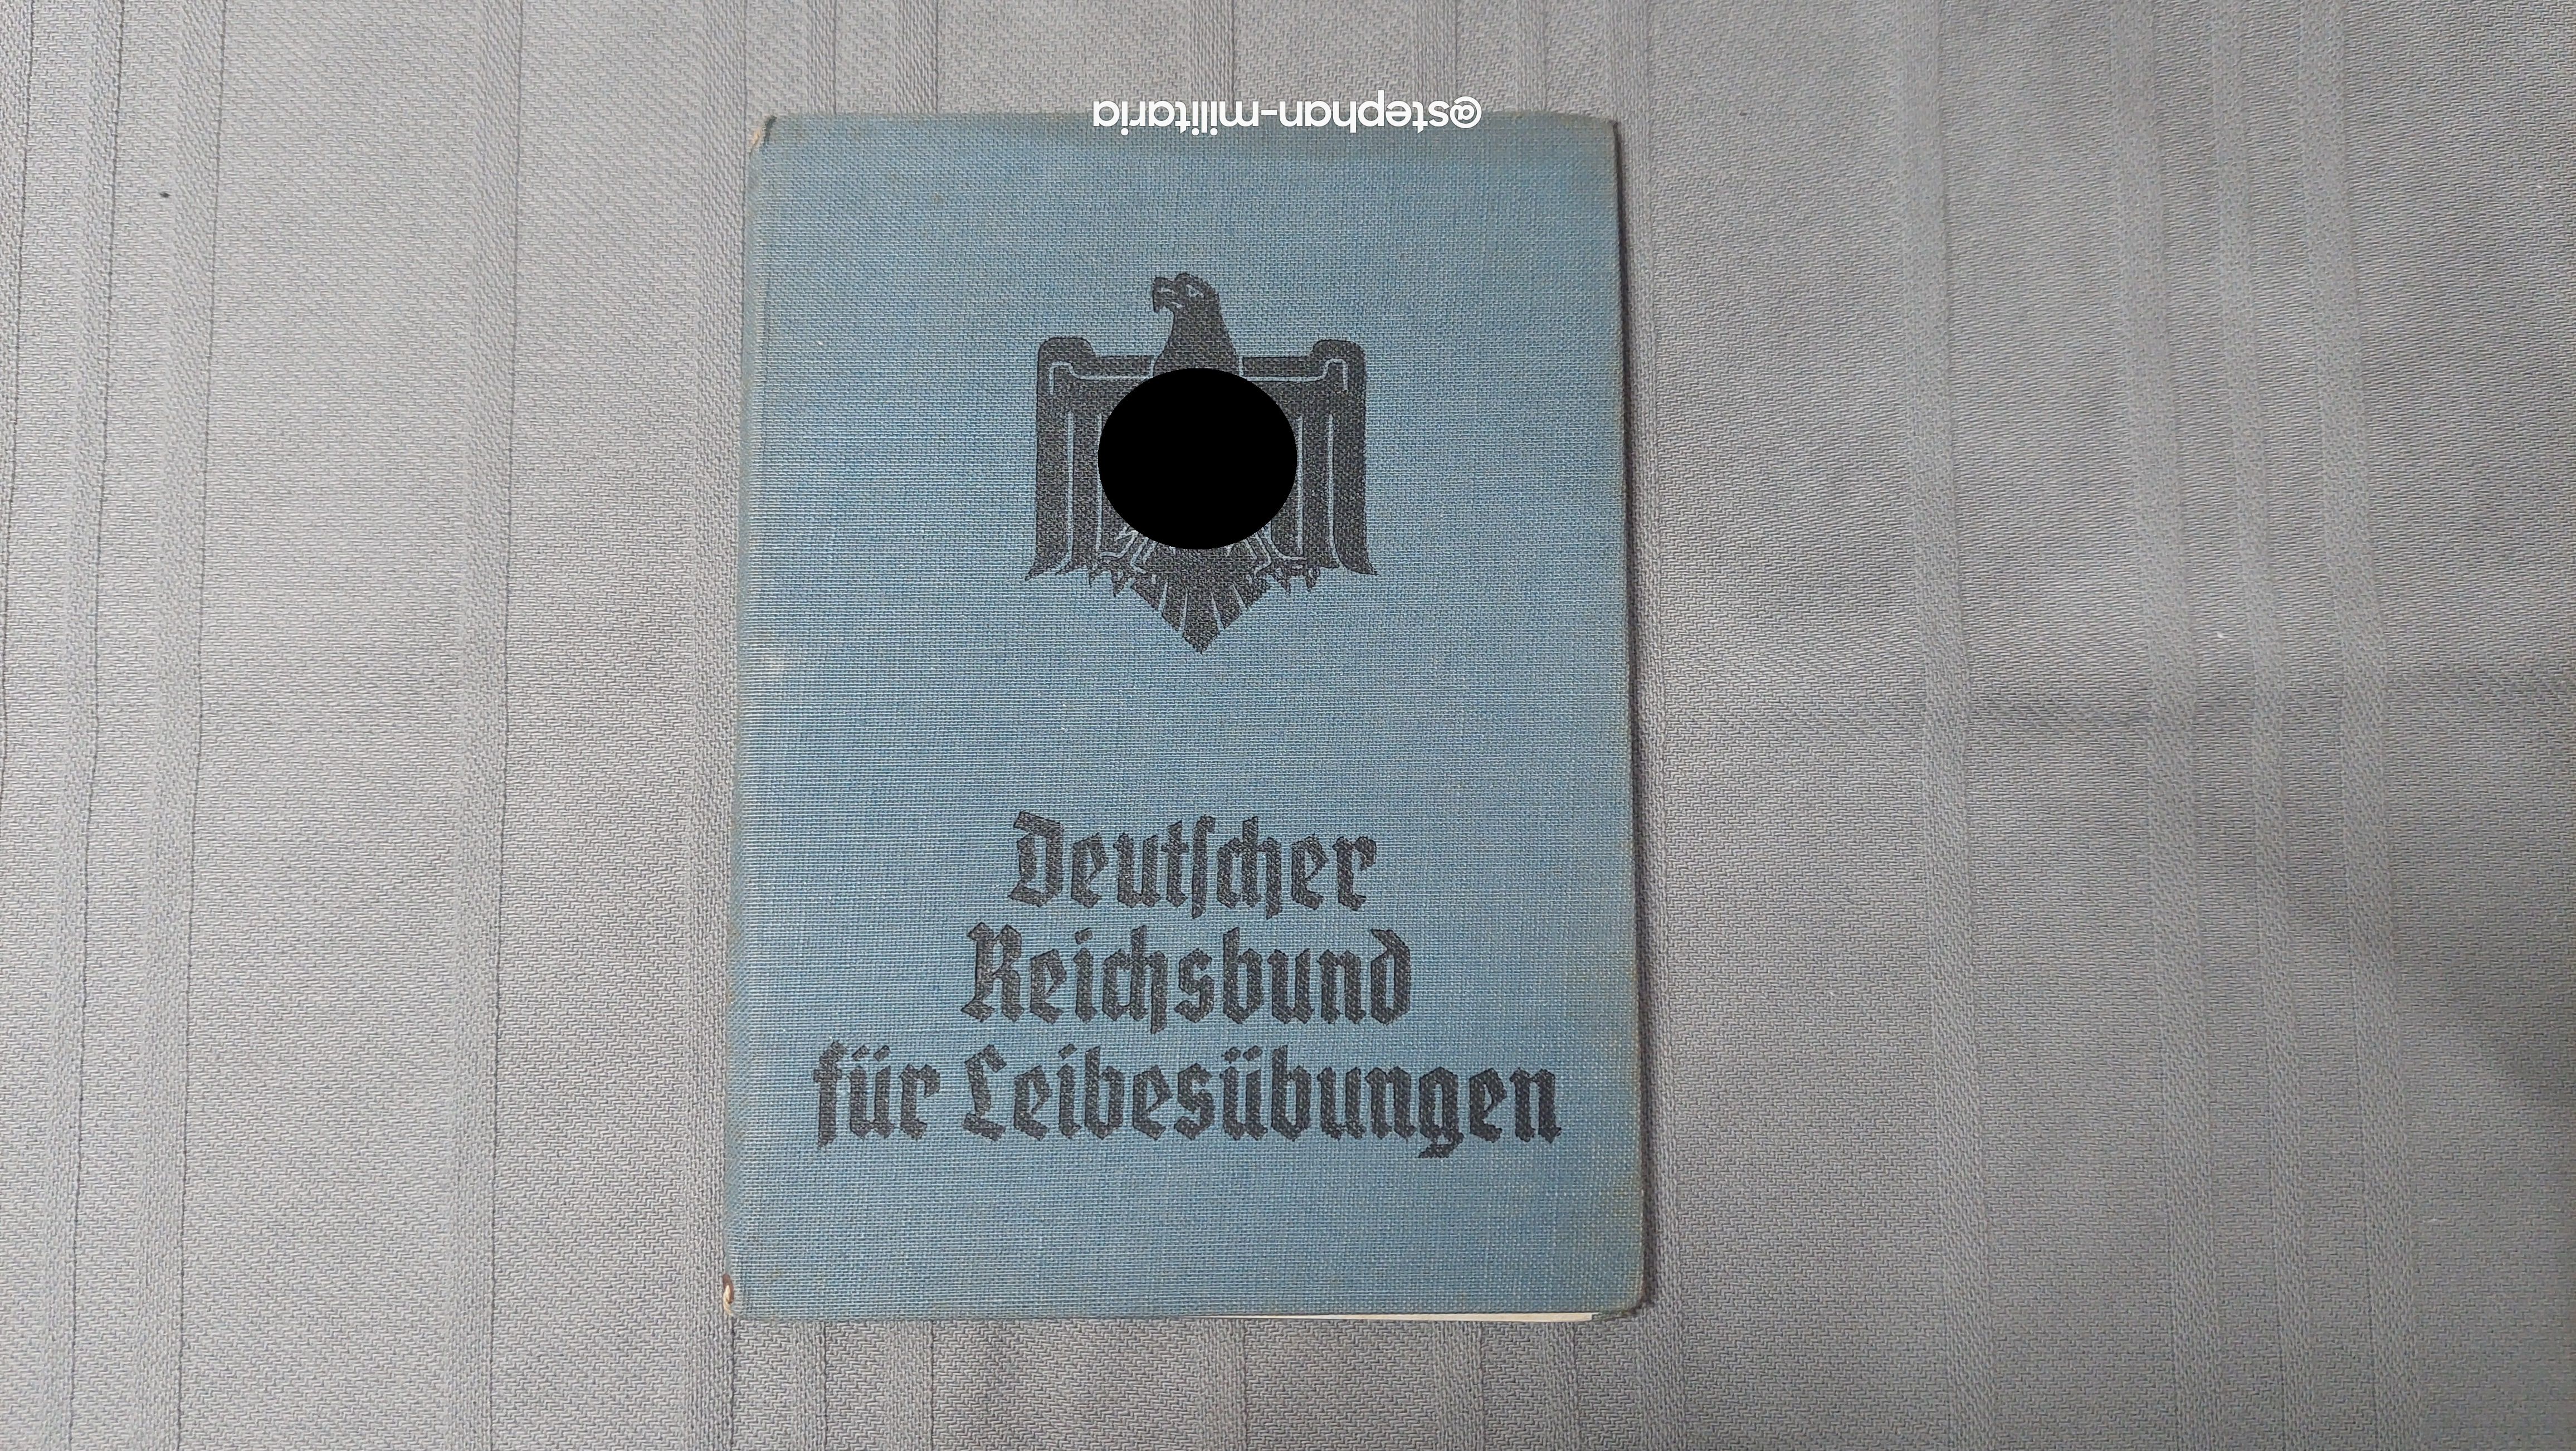 @stephan-militaria
Deutscher
Reichsbund
für Leibesübungen